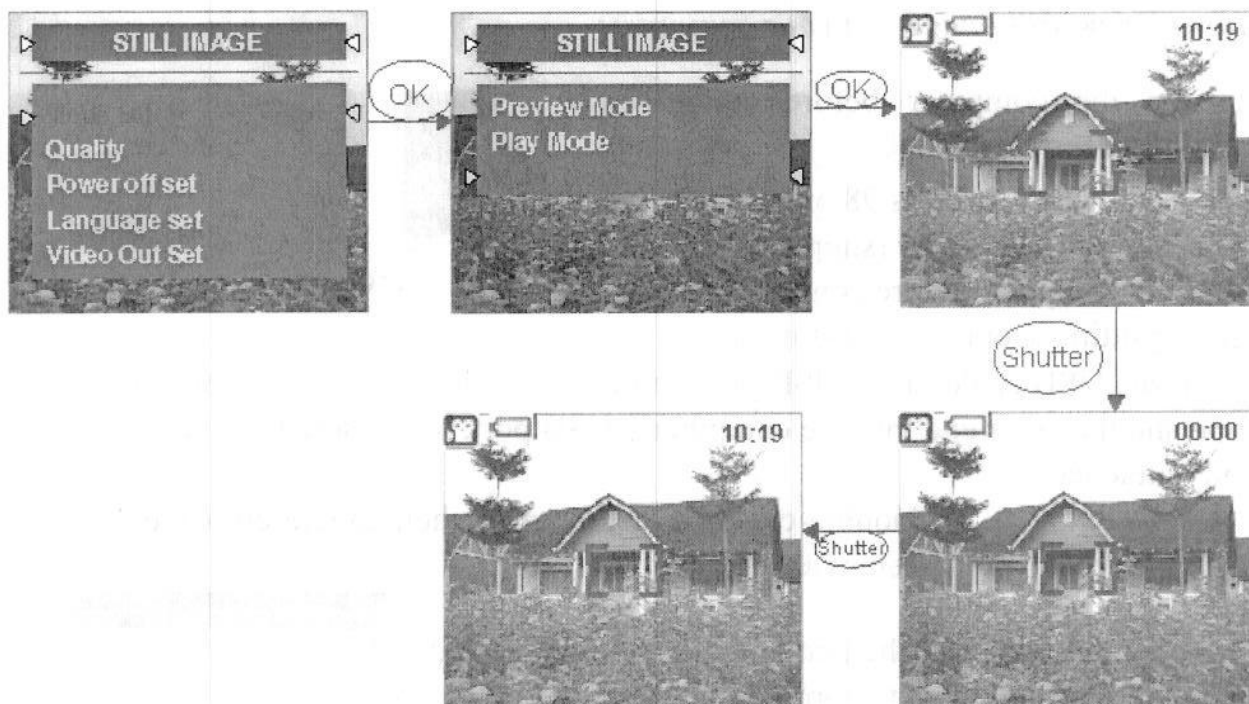 STILL IMAGE
Quality
Power off set
Language set
Video Out Set
OK
STILL IMAGE
Preview Mode
Play Mode
OK
10:19
Shutter
00:00
Shutter
10:19